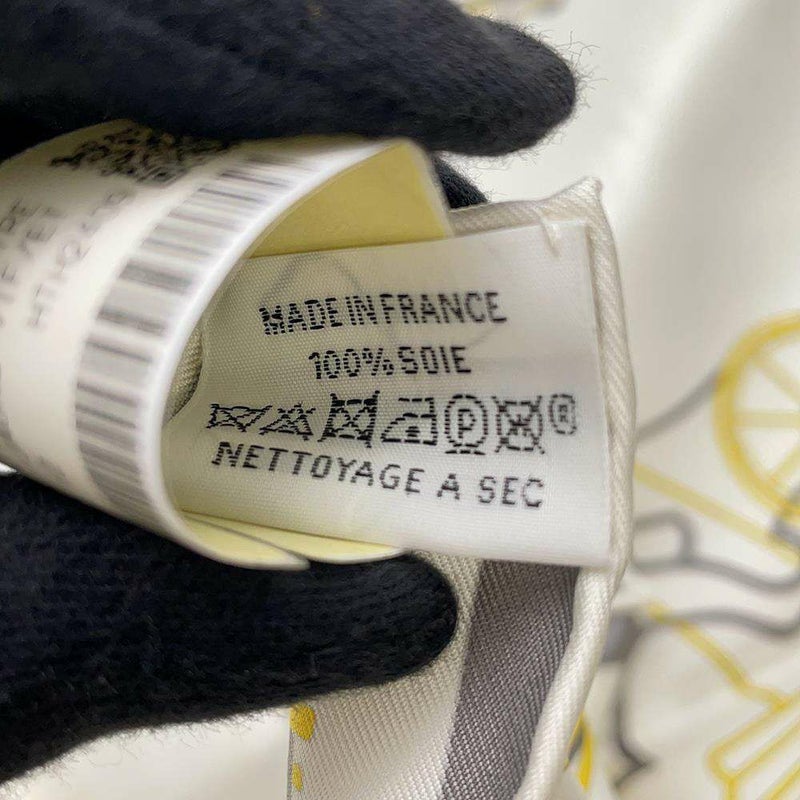 MADE IN FRANCE
100% SOIE
P ®
NETTOYAGE A SEC